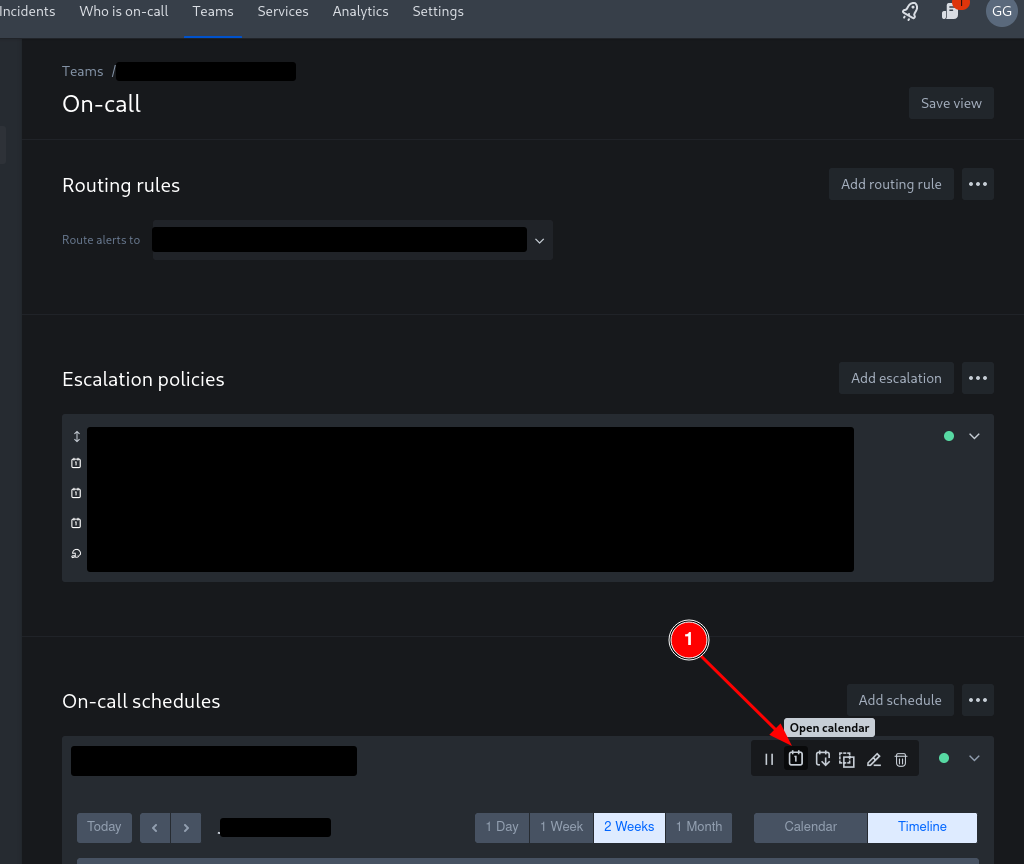 Incidents Who is on-call Teams Services Analytics Settings GG
Teams /
On-call
Save view
Routing rules
Add routing rule
Route alerts to
Escalation policies
Add escalation
1
On-call schedules
Add schedule
Open calendar
Today
1 Day 1 Week 2 Weeks 1 Month Calendar Timeline